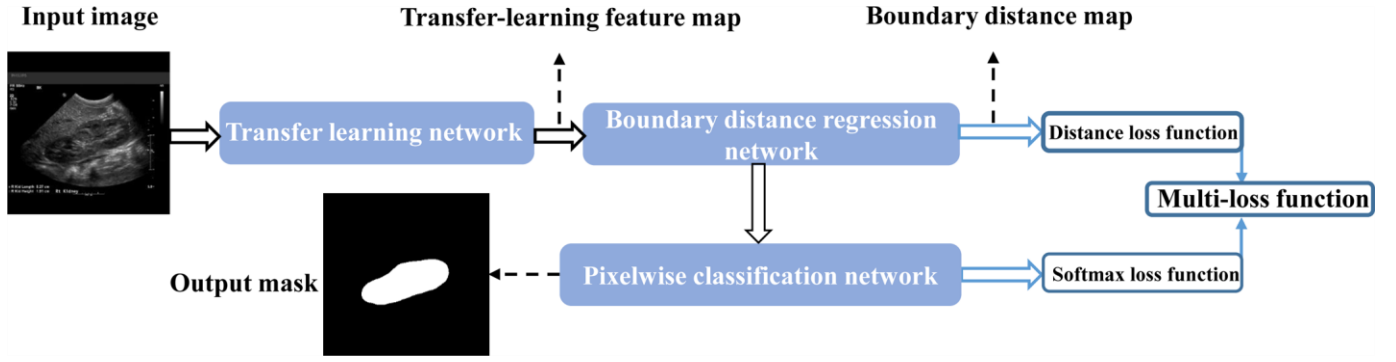 Input image
Transfer-learning feature map
Boundary distance map
Transfer learning network
Boundary distance regression
network
Distance loss function
Multi-loss function
Output mask
Pixelwise classification network
Softmax loss function